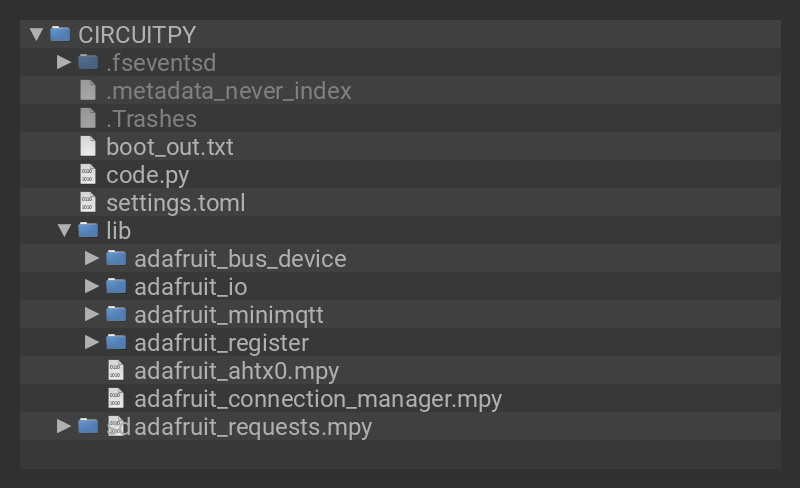 CIRCUITPY
.fseventsd
.metadata_never_index
.Trashes
boot_out.txt
code.py
settings.toml
lib
adafruit_bus_device
adafruit_io
adafruit_minimqtt
adafruit_register
adafruit_ahtx0.mpy
adafruit_connection_manager.mpy
adafruit_requests.mpy